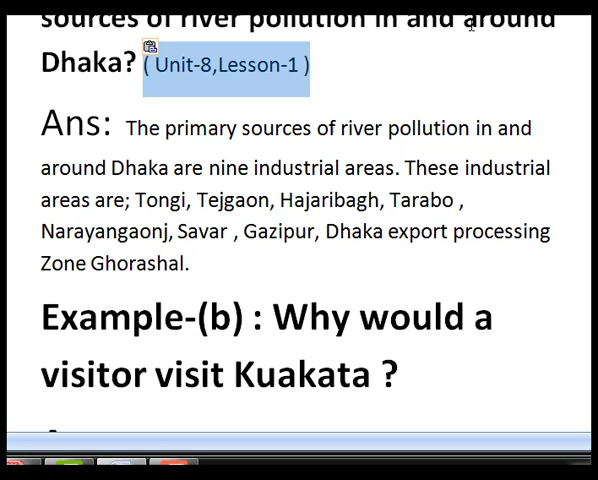 sources of river pollution in and around
Dhaka? ( Unit-8,Lesson-1 )
Ans: The primary sources of river pollution in and
around Dhaka are nine industrial areas. These industrial
areas are; Tongi, Tejgaon, Hajaribagh, Tarabo ,
Narayangaonj, Savar , Gazipur, Dhaka export processing
Zone Ghorashal.
Example-(b) : Why would a
visitor visit Kuakata ?